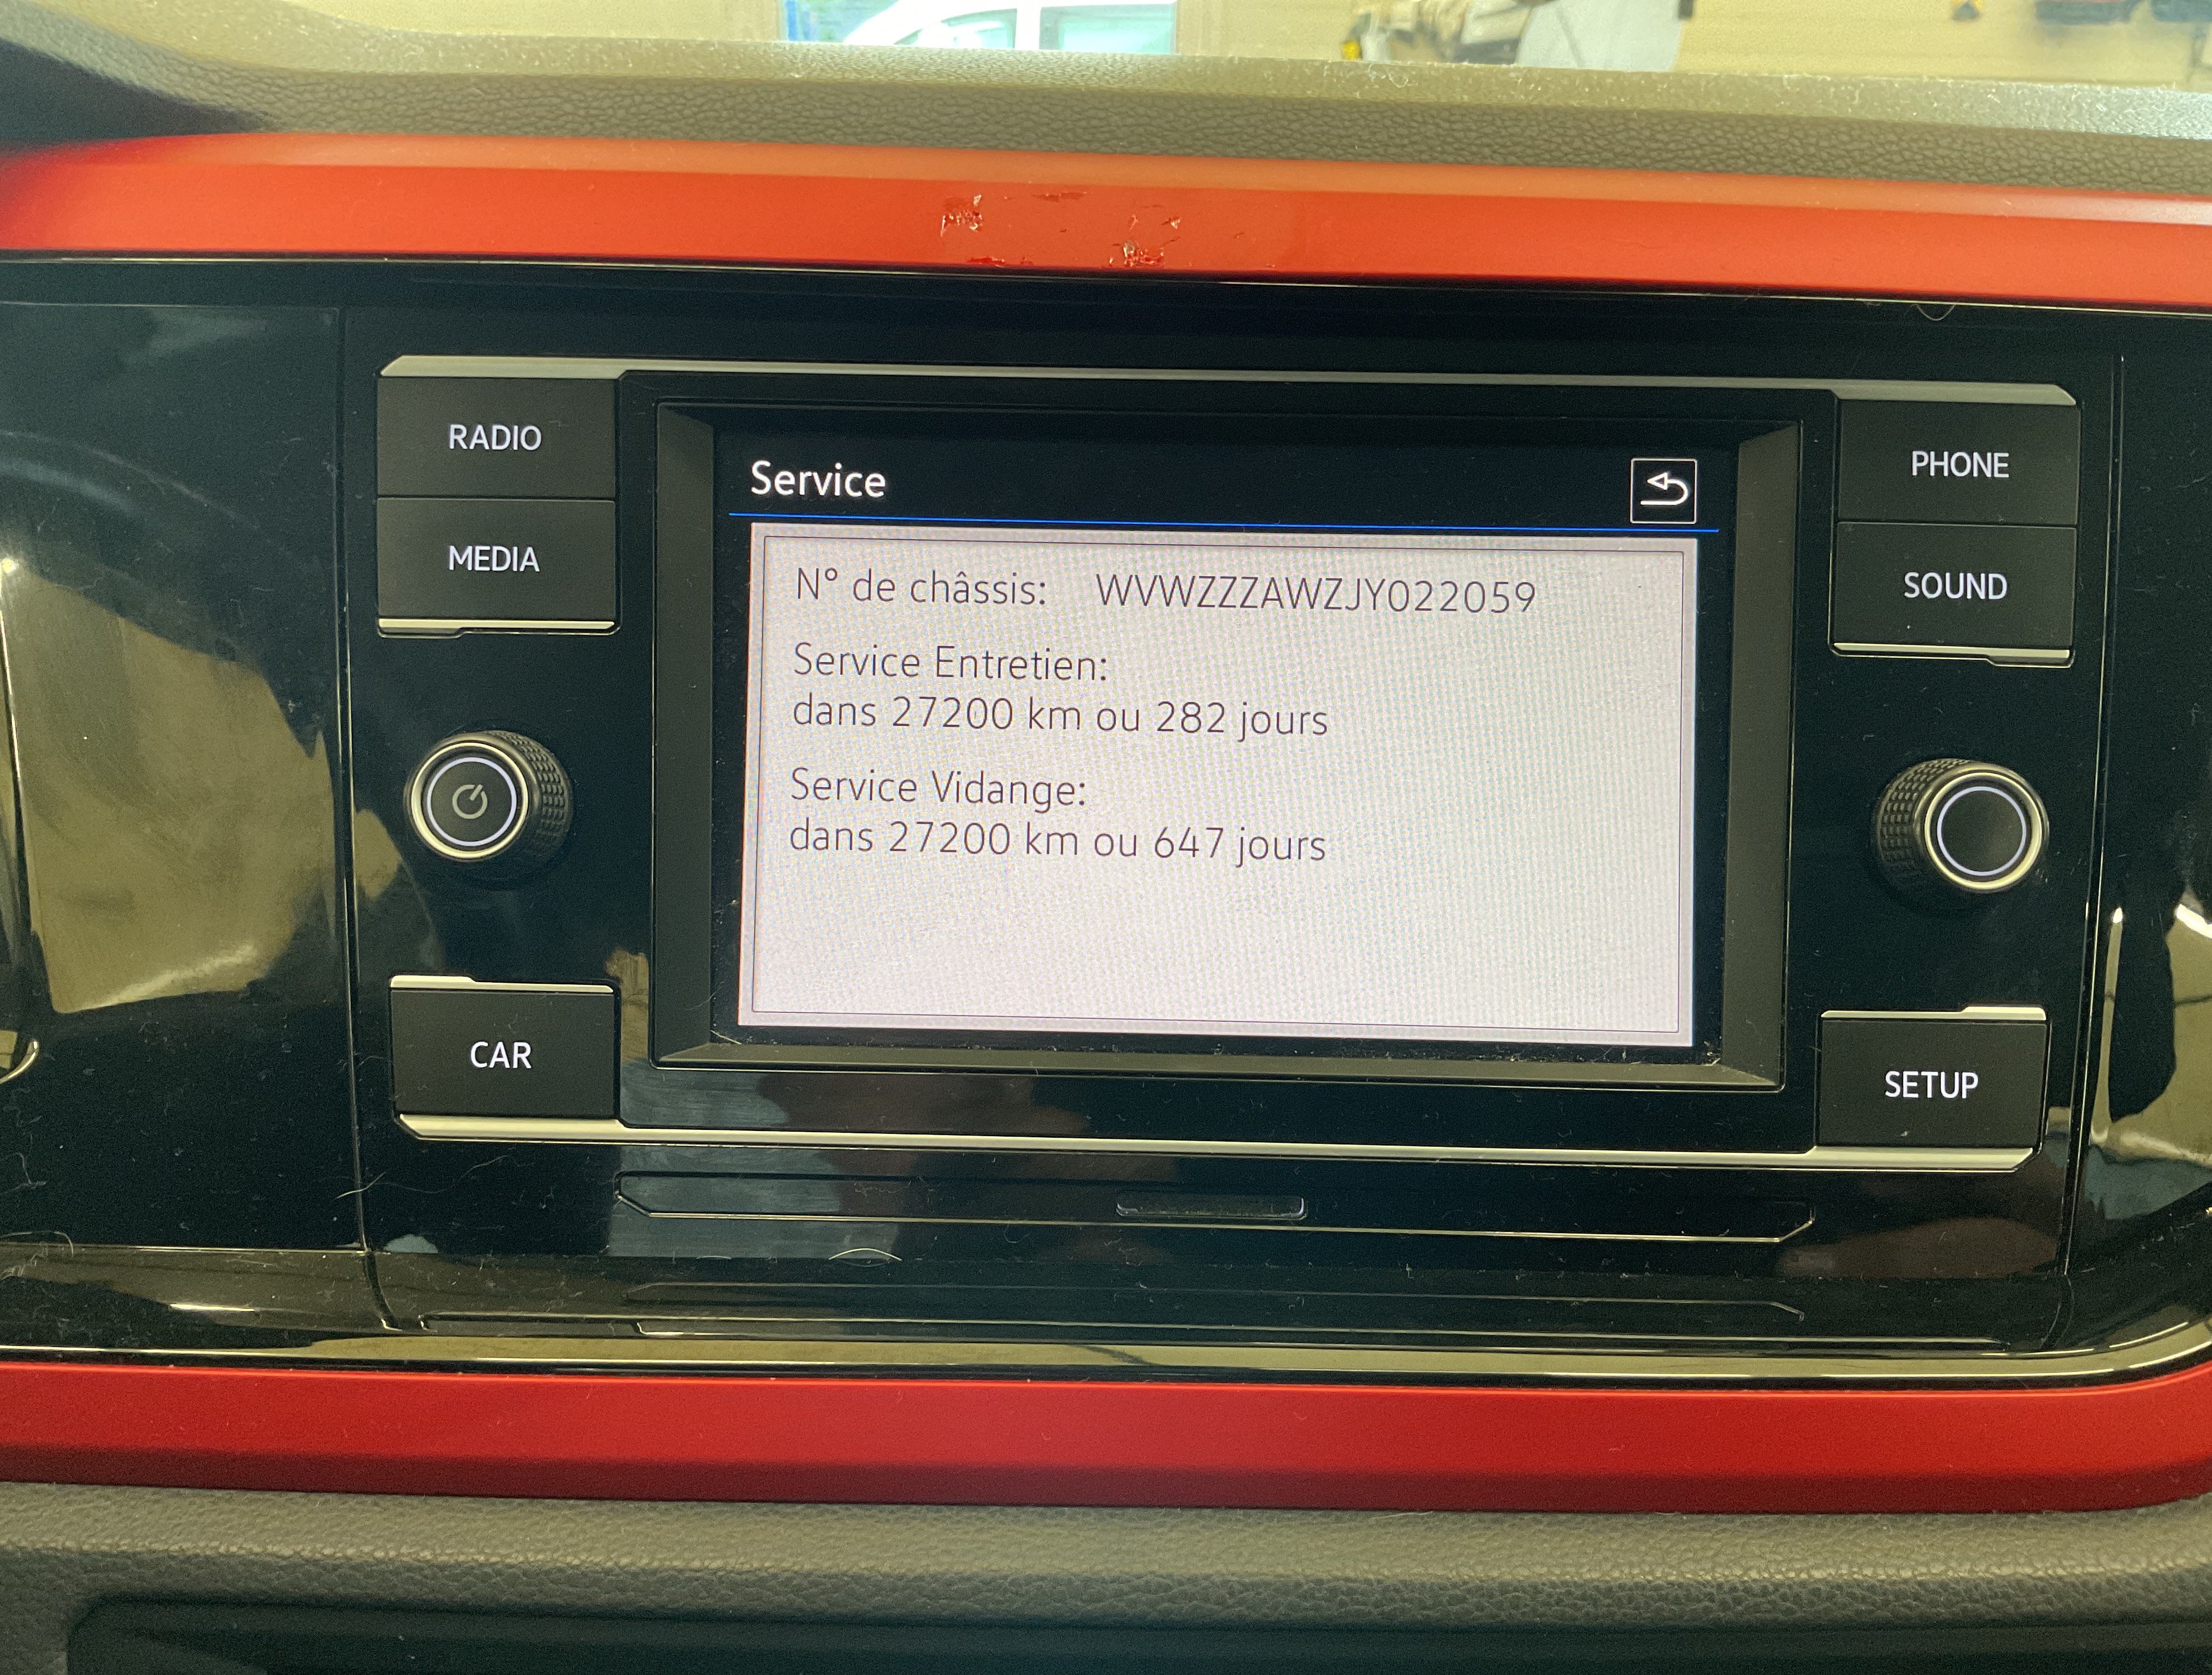 RADIO
MEDIA
CAR
Service
N° de châssis: WVWZZZAWZJY022059
Service Entretien:
dans 27200 km ou 282 jours
Service Vidange:
dans 27200 km ou 647 jours
PHONE
SOUND
SETUP